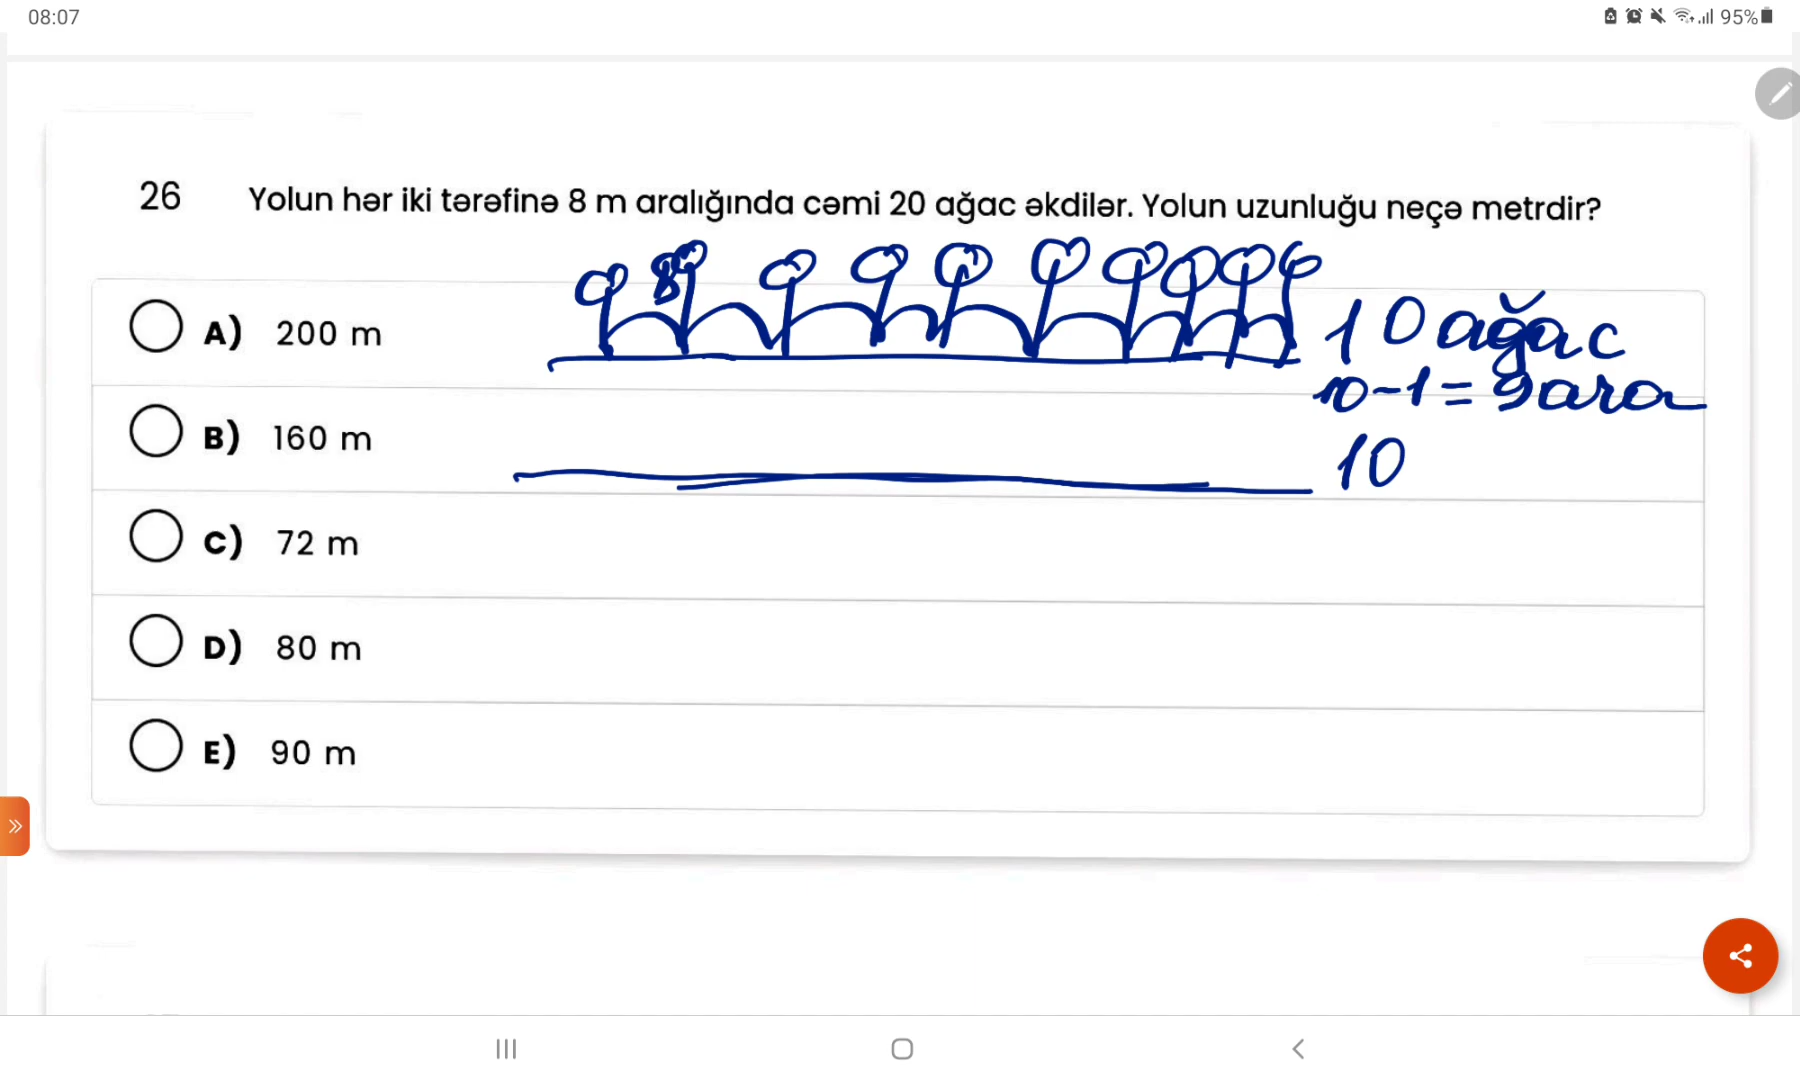 08:07
95%
26 Yolun hər iki tərəfinə 8 m aralığında cəmi 20 ağac əkdilər. Yolun uzunluğu neçə metrdir?
8
10 ağac
A) 200 m
10-1=9 ara
B) 160 m
10
C) 72 m
D) 80 m
E) 90 m